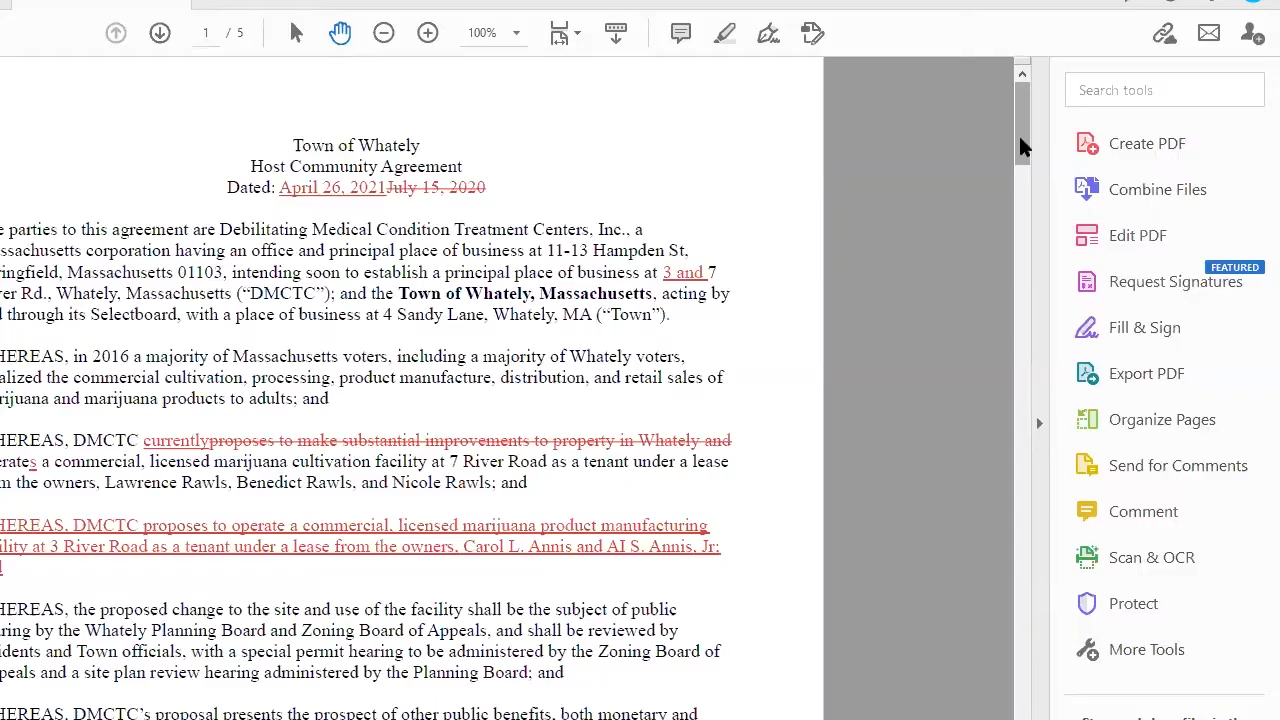 1 / 5
100%
Search tools
Town of Whately
Host Community Agreement
Dated: April 26, 2021July 15, 2020
e parties to this agreement are Debilitating Medical Condition Treatment Centers, Inc., a
ssachusetts corporation having an office and principal place of business at 11-13 Hampden St,
ringfield, Massachusetts 01103, intending soon to establish a principal place of business at 3 and 7
er Rd., Whately, Massachusetts (“DMCTC”); and the Town of Whately, Massachusetts, acting by
d through its Selectboard, with a place of business at 4 Sandy Lane, Whately, MA (“Town”).
HEREAS, in 2016 a majority of Massachusetts voters, including a majority of Whately voters,
alized the commercial cultivation, processing, product manufacture, distribution, and retail sales of
rijuana and marijuana products to adults; and
HEREAS, DMCTC currentlyproposes to make substantial improvements to property in Whately and
erates a commercial, licensed marijuana cultivation facility at 7 River Road as a tenant under a lease
m the owners, Lawrence Rawls, Benedict Rawls, and Nicole Rawls; and
HEREAS, DMCTC proposes to operate a commercial, licensed marijuana product manufacturing
ility at 3 River Road as a tenant under a lease from the owners, Carol L. Annis and AI S. Annis, Jr;
d
HEREAS, the proposed change to the site and use of the facility shall be the subject of public
ring by the Whately Planning Board and Zoning Board of Appeals, and shall be reviewed by
idents and Town officials, with a special permit hearing to be administered by the Zoning Board of
peals and a site plan review hearing administered by the Planning Board; and
HEREAS, DMCTC’s proposal presents the prospect of other public benefits, both monetary and
Create PDF
Combine Files
Edit PDF
FEATURED
Request Signatures
Fill & Sign
Export PDF
Organize Pages
Send for Comments
Comment
Scan & OCR
Protect
More Tools